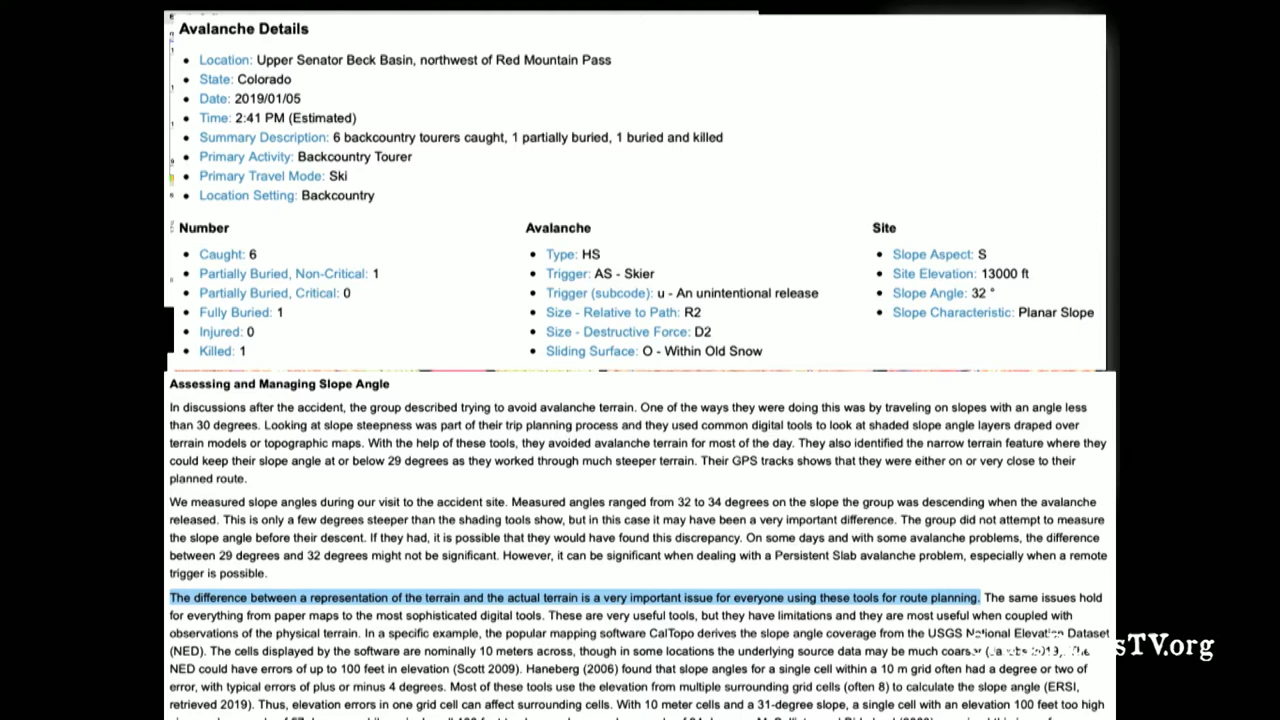 Avalanche Details
Location: Upper Senator Beck Basin, northwest of Red Mountain Pass
State: Colorado
Date: 2019/01/05
Time: 2:41 PM (Estimated)
Summary Description: 6 backcountry tourers caught, 1 partially buried, 1 buried and killed
Primary Activity: Backcountry Tourer
Primary Travel Mode: Ski
Location Setting: Backcountry
Number
Caught: 6
Partially Buried, Non-Critical: 1
Partially Buried, Critical: 0
Fully Buried: 1
Injured: 0
Killed: 1
Avalanche
Type: HS
Trigger: AS - Skier
Trigger (subcode): u - An unintentional release
Size - Relative to Path: R2
Size - Destructive Force: D2
Sliding Surface: O - Within Old Snow
Site
Slope Aspect: S
Site Elevation: 13000 ft
Slope Angle: 32 °
Slope Characteristic: Planar Slope
Assessing and Managing Slope Angle
In discussions after the accident, the group described trying to avoid avalanche terrain. One of the ways they were doing this was by traveling on slopes with an angle less
than 30 degrees. Looking at slope steepness was part of their trip planning process and they used common digital tools to look at shaded slope angle layers draped over
terrain models or topographic maps. With the help of these tools, they avoided avalanche terrain for most of the day. They also identified the narrow terrain feature where they
could keep their slope angle at or below 29 degrees as they worked through much steeper terrain. Their GPS tracks shows that they were either on or very close to their
planned route.
We measured slope angles during our visit to the accident site. Measured angles ranged from 32 to 34 degrees on the slope the group was descending when the avalanche
released. This is only a few degrees steeper than the shading tools show, but in this case it may have been a very important difference. The group did not attempt to measure
the slope angle before their descent. If they had, it is possible that they would have found this discrepancy. On some days and with some avalanche problems, the difference
between 29 degrees and 32 degrees might not be significant. However, it can be significant when dealing with a Persistent Slab avalanche problem, especially when a remote
trigger is possible.
The difference between a representation of the terrain and the actual terrain is a very important issue for everyone using these tools for route planning. The same issues hold
for everything from paper maps to the most sophisticated digital tools. These are very useful tools, but they have limitations and they are most useful when coupled with
observations of the physical terrain. In a specific example, the popular mapping software CalTopo derives the slope angle coverage from the USGS National Elevation Dataset
(NED). The cells displayed by the software are nominally 10 meters across, though in some locations the underlying source data may be much coarser
sTV.org
NED could have errors of up to 100 feet in elevation (Scott 2009). Haneberg (2006) found that slope angles for a single cell within a 10 m grid often had a degree or two of
error, with typical errors of plus or minus 4 degrees. Most of these tools use the elevation from multiple surrounding grid cells (often 8) to calculate the slope angle (ERSI,
retrieved 2019). Thus, elevation errors in one grid cell can affect surrounding cells. With 10 meter cells and a 31-degree slope, a elevation an 100 feet too high